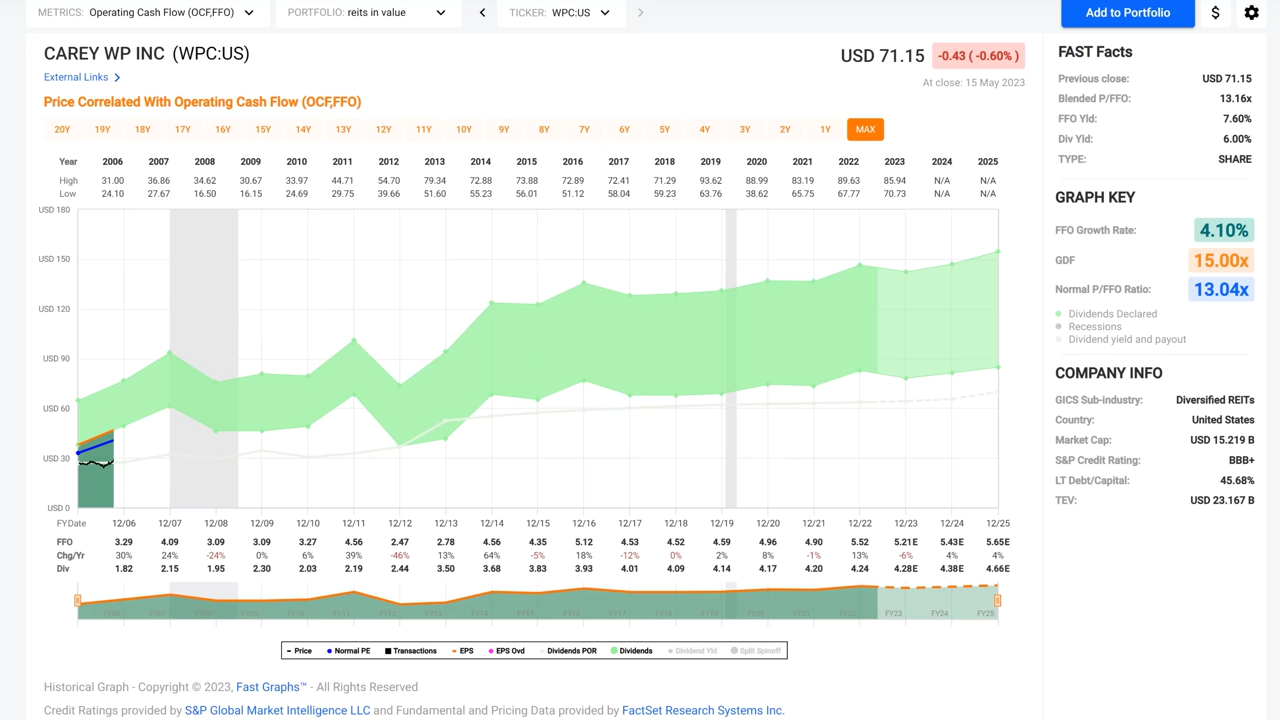 METRICS: Operating Cash Flow (OCF,FFO) PORTFOLIO: reits in value TICKER: WPC:US Add to Portfolio $
CAREY WP INC (WPC:US) USD 71.15 -0.43 ( -0.60% )
External Links At close: 15 May 2023
Price Correlated With Operating Cash Flow (OCF,FFO)
20Y 19Y 18Y 17Y 16Y 15Y 14Y 13Y 12Y 11Y 10Y 9Y 8Y 7Y 6Y 5Y 4Y 3Y 2Y 1Y MAX
Year 2006 2007 2008 2009 2010 2011 2012 2013 2014 2015 2016 2017 2018 2019 2020 2021 2022 2023 2024 2025
High 31.00 36.86 34.62 30.67 33.97 44.71 54.70 79.34 72.88 73.88 72.89 72.41 71.29 93.62 88.99 83.19 89.63 85.94 N/A N/A
Low 24.10 27.67 16.50 16.15 24.69 29.75 39.66 51.60 55.23 56.01 51.12 58.04 59.23 63.76 38.62 65.75 67.77 70.73 N/A N/A
USD 180
USD 150
USD 120
USD 90
USD 60
USD 30
USD 0
FYDate 12/06 12/07 12/08 12/09 12/10 12/11 12/12 12/13 12/14 12/15 12/16 12/17 12/18 12/19 12/20 12/21 12/22 12/23 12/24 12/25
FFO 3.29 4.09 3.09 3.09 3.27 4.56 2.47 2.78 4.56 4.35 5.12 4.53 4.52 4.59 4.96 4.90 5.52 5.21E 5.43E 5.65E
Chg/Yr 30% 24% -24% 0% 6% 39% -46% 13% 64% -5% 18% -12% 0% 2% 8% -1% 13% -6% 4% 4%
Div 1.82 2.15 1.95 2.30 2.03 2.19 2.44 3.50 3.68 3.83 3.93 4.01 4.09 4.14 4.17 4.20 4.24 4.28E 4.38E 4.66E
FY06 FY07 FY08 FY09 FY10 FY11 FY12 FY13 FY14 FY15 FY16 FY17 FY18 FY19 FY20 FY21 FY22 FY23 FY24 FY25
Price Normal PE Transactions EPS EPS Ovd Dividends POR Dividends Dividend Yld Split Spinoff
Historical Graph - Copyright © 2023, Fast Graphs™ - All Rights Reserved
Credit Ratings provided by S&P Global Market Intelligence LLC and Fundamental and Pricing Data provided by FactSet Research Systems Inc.
FAST Facts
Previous close: USD 71.15
Blended P/FFO: 13.16x
FFO Yld: 7.60%
Div Yld: 6.00%
TYPE: SHARE
GRAPH KEY
FFO Growth Rate: 4.10%
GDF 15.00x
Normal P/FFO Ratio: 13.04x
Dividends Declared
Recessions
Dividend yield and payout
COMPANY INFO
GICS Sub-industry: Diversified REITs
Country: United States
Market Cap: USD 15.219 B
S&P Credit Rating: BBB+
LT Debt/Capital: 45.68%
TEV: USD 23.167 B